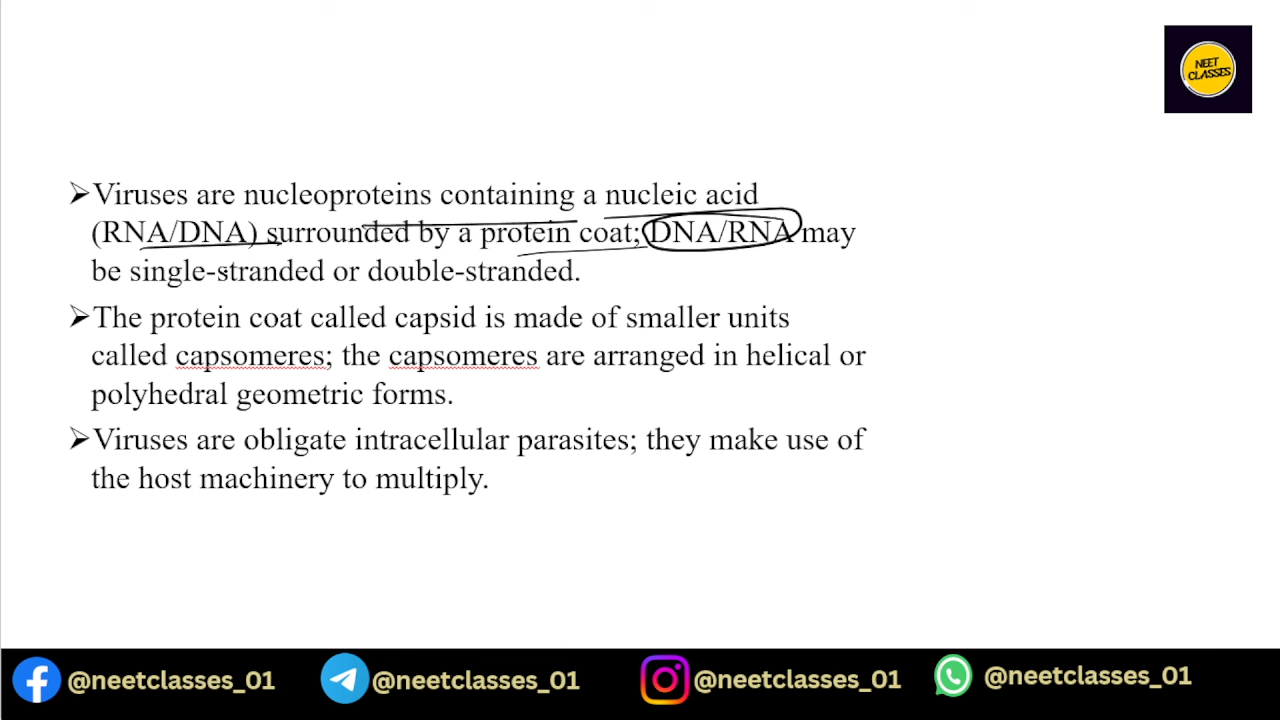 NEET
CLASSES
➢Viruses are nucleoproteins containing a nucleic acid
(RNA/DNA) surrounded by a protein coat; DNA/RNA may
be single-stranded or double-stranded.
➢The protein coat called capsid is made of smaller units
called capsomeres; the capsomeres are arranged in helical or
polyhedral geometric forms.
➢Viruses are obligate intracellular parasites; they make use of
the host machinery to multiply.
@neetclasses_01 @neetclasses_01 @neetclasses_01 @neetclasses_01